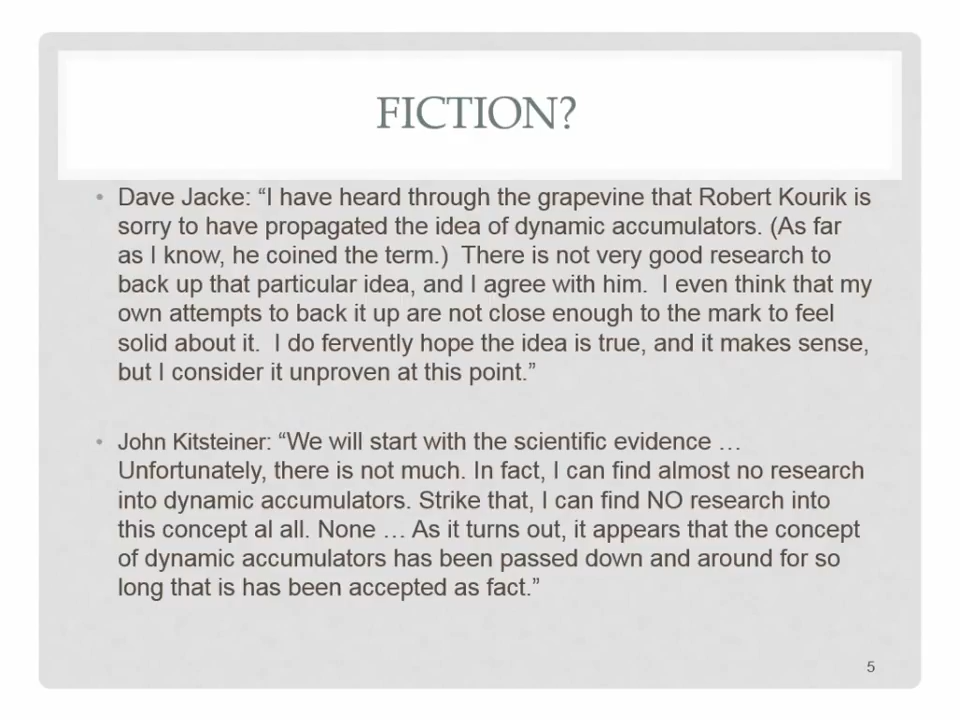 FICTION?
• Dave Jacke: “I have heard through the grapevine that Robert Kourik is
sorry to have propagated the idea of dynamic accumulators. (As far
as I know, he coined the term.)  There is not very good research to
back up that particular idea, and I agree with him.  I even think that my
own attempts to back it up are not close enough to the mark to feel
solid about it.  I do fervently hope the idea is true, and it makes sense,
but I consider it unproven at this point.”
• John Kitsteiner: “We will start with the scientific evidence …
Unfortunately, there is not much. In fact, I can find almost no research
into dynamic accumulators. Strike that, I can find NO research into
this concept al all. None … As it turns out, it appears that the concept
of dynamic accumulators has been passed down and around for so
long that is has been accepted as fact.”
5